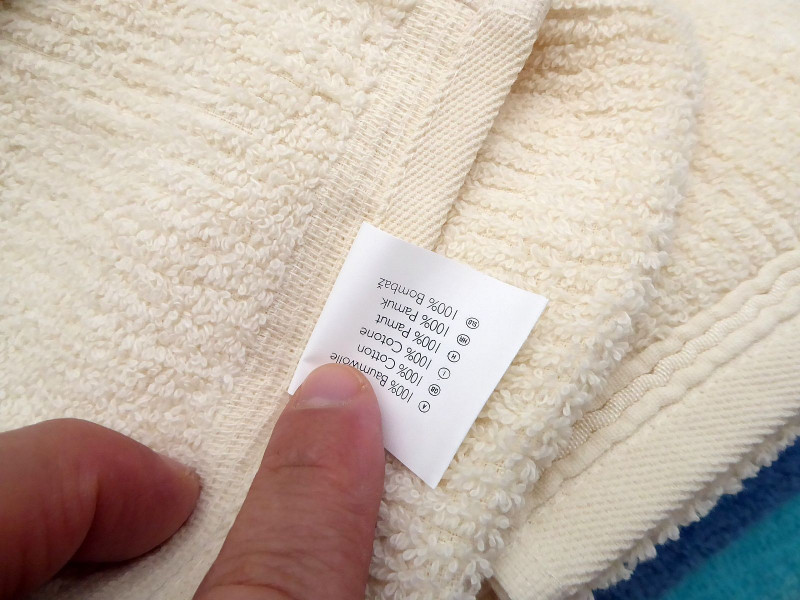 A 100% Baumwolle
GB 100% Cotton
I 100% Cotone
H 100% Pamut
HR 100% Pamuk
SLO 100% Bombaž